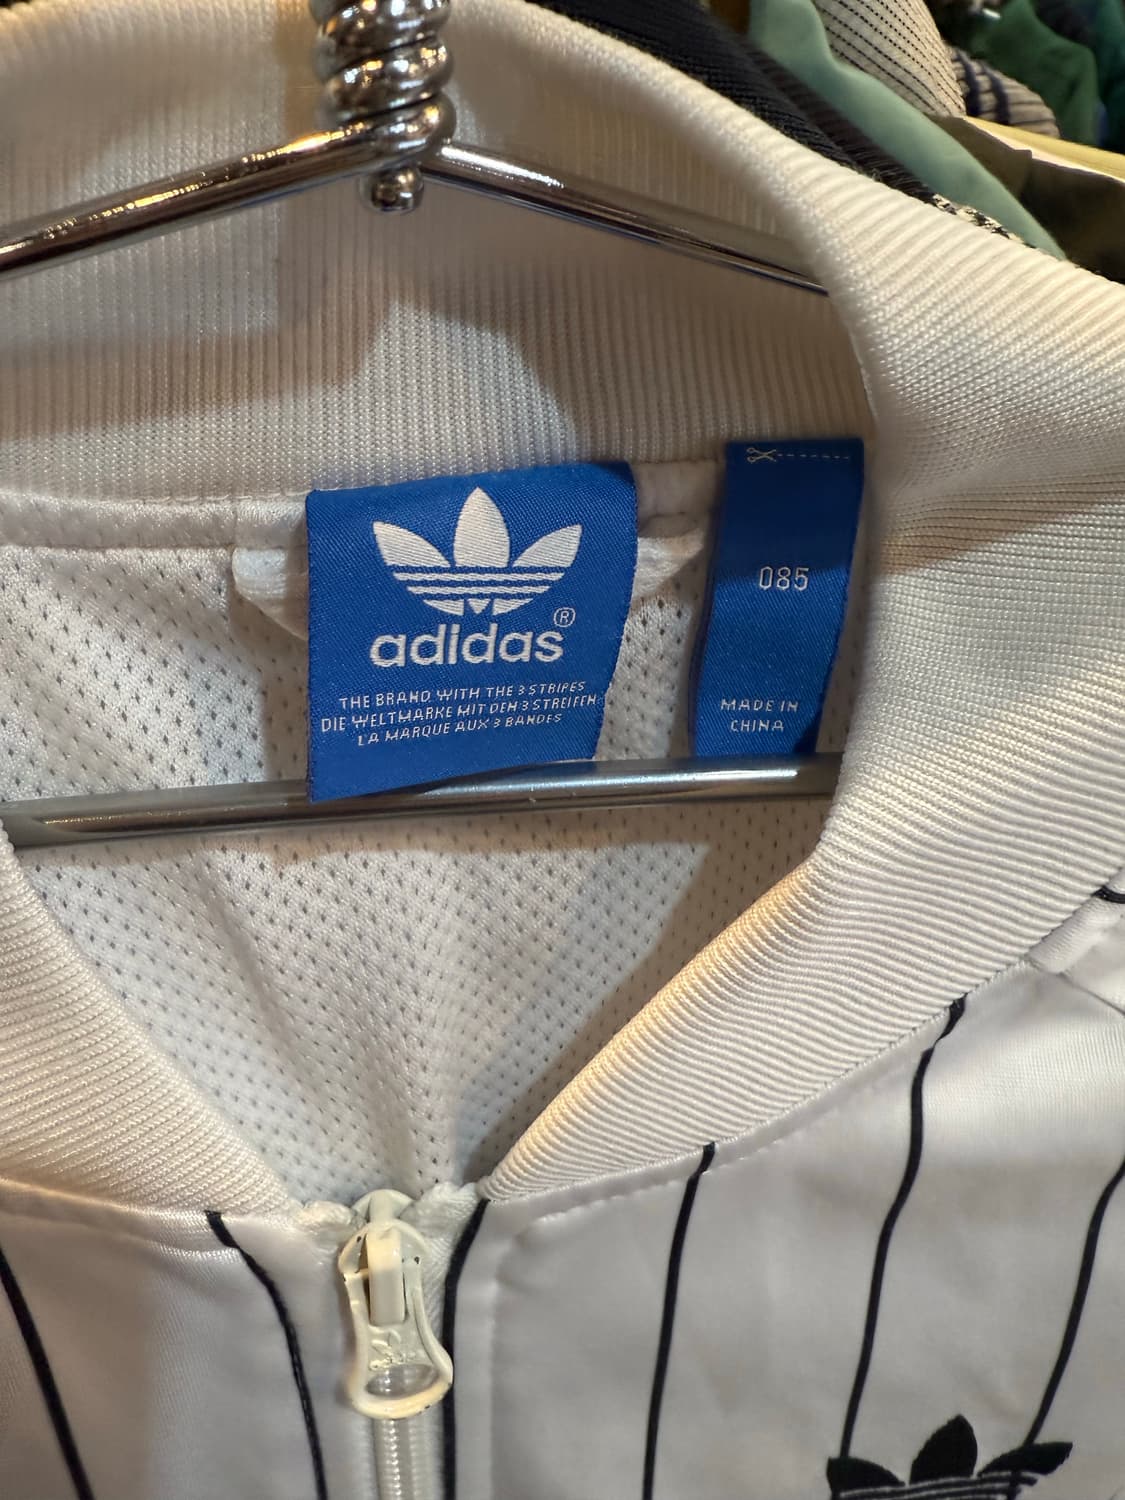 adidas®
THE BRAND WITH THE 3 STRIPES
DIE WELTMARKE MIT DEN 3 STREIFEN
LA MARQUE AUX 3 BANDES
085
MADE IN
CHINA